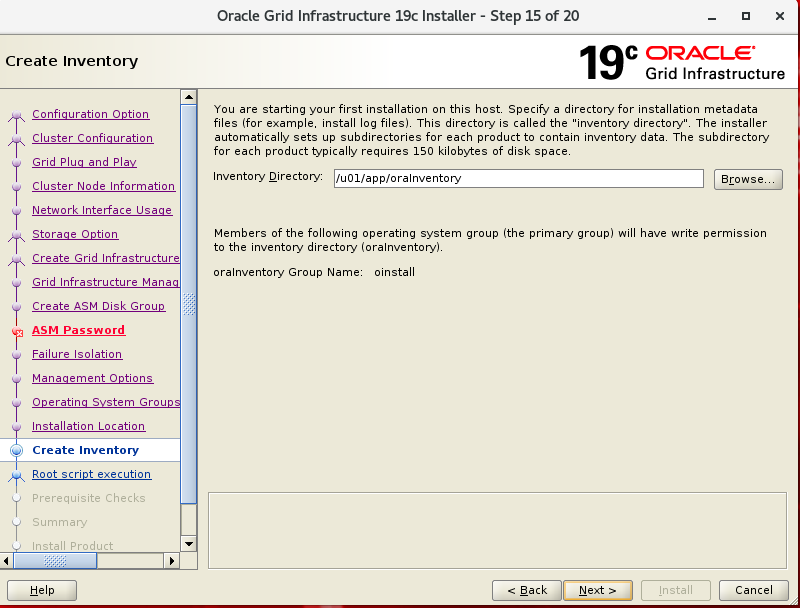 Oracle Grid Infrastructure 19c Installer - Step 15 of 20
Create Inventory
19c ORACLE
Grid Infrastructure
Configuration Option
Cluster Configuration
Grid Plug and Play
Cluster Node Information
Network Interface Usage
Storage Option
Create Grid Infrastructure
Grid Infrastructure Manag
Create ASM Disk Group
ASM Password
Failure Isolation
Management Options
Operating System Groups
Installation Location
Create Inventory
Root script execution
Prerequisite Checks
Summary
Install Product
You are starting your first installation on this host. Specify a directory for installation metadata
files (for example, install log files). This directory is called the "inventory directory". The installer
automatically sets up subdirectories for each product to contain inventory data. The subdirectory
for each product typically requires 150 kilobytes of disk space.
Inventory Directory: /u01/app/oraInventory Browse...
Members of the following operating system group (the primary group) will have write permission
to the inventory directory (oraInventory).
oraInventory Group Name: oinstall
Help < Back Next > Install Cancel